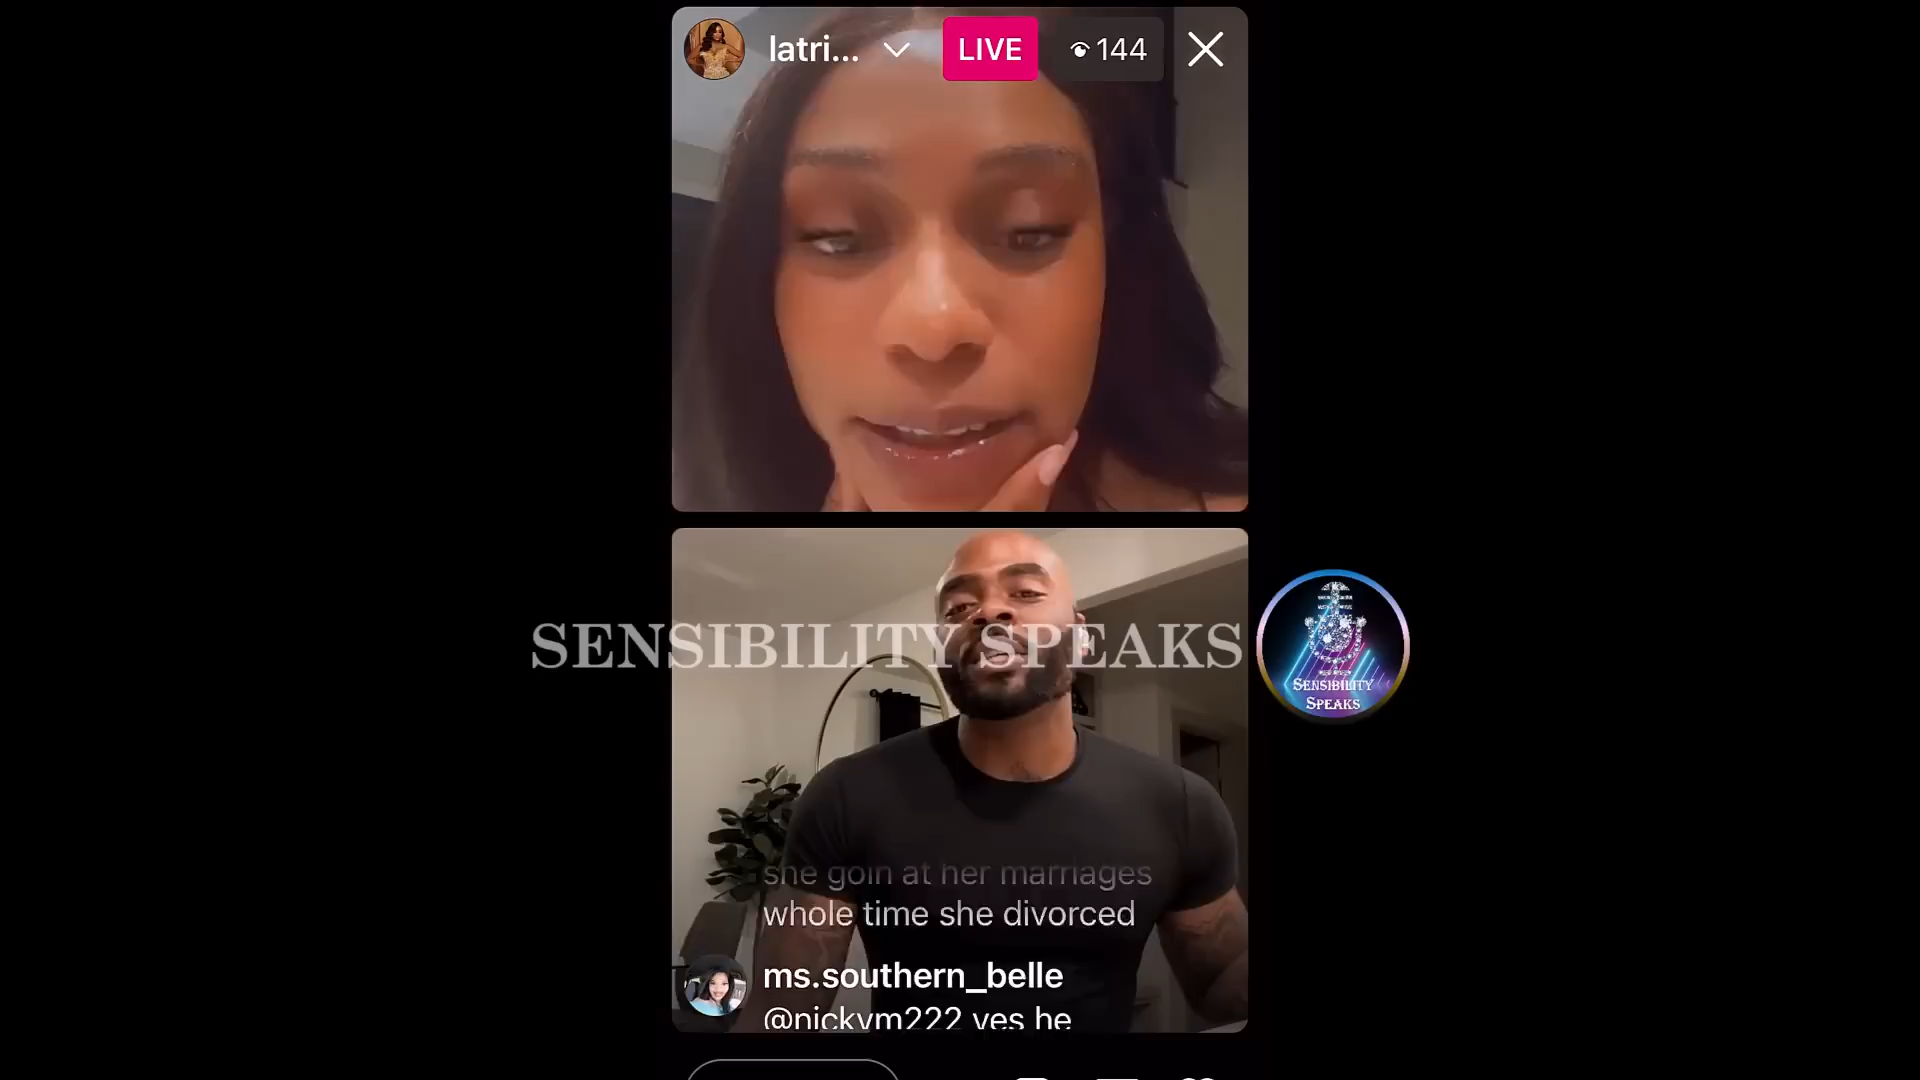 latri...
LIVE
144
SENSIBILITY SPEAKS
SENSIBILITY
SPEAKS
she goin at her marriages
whole time she divorced
ms.southern_belle
@nickym222 yes he